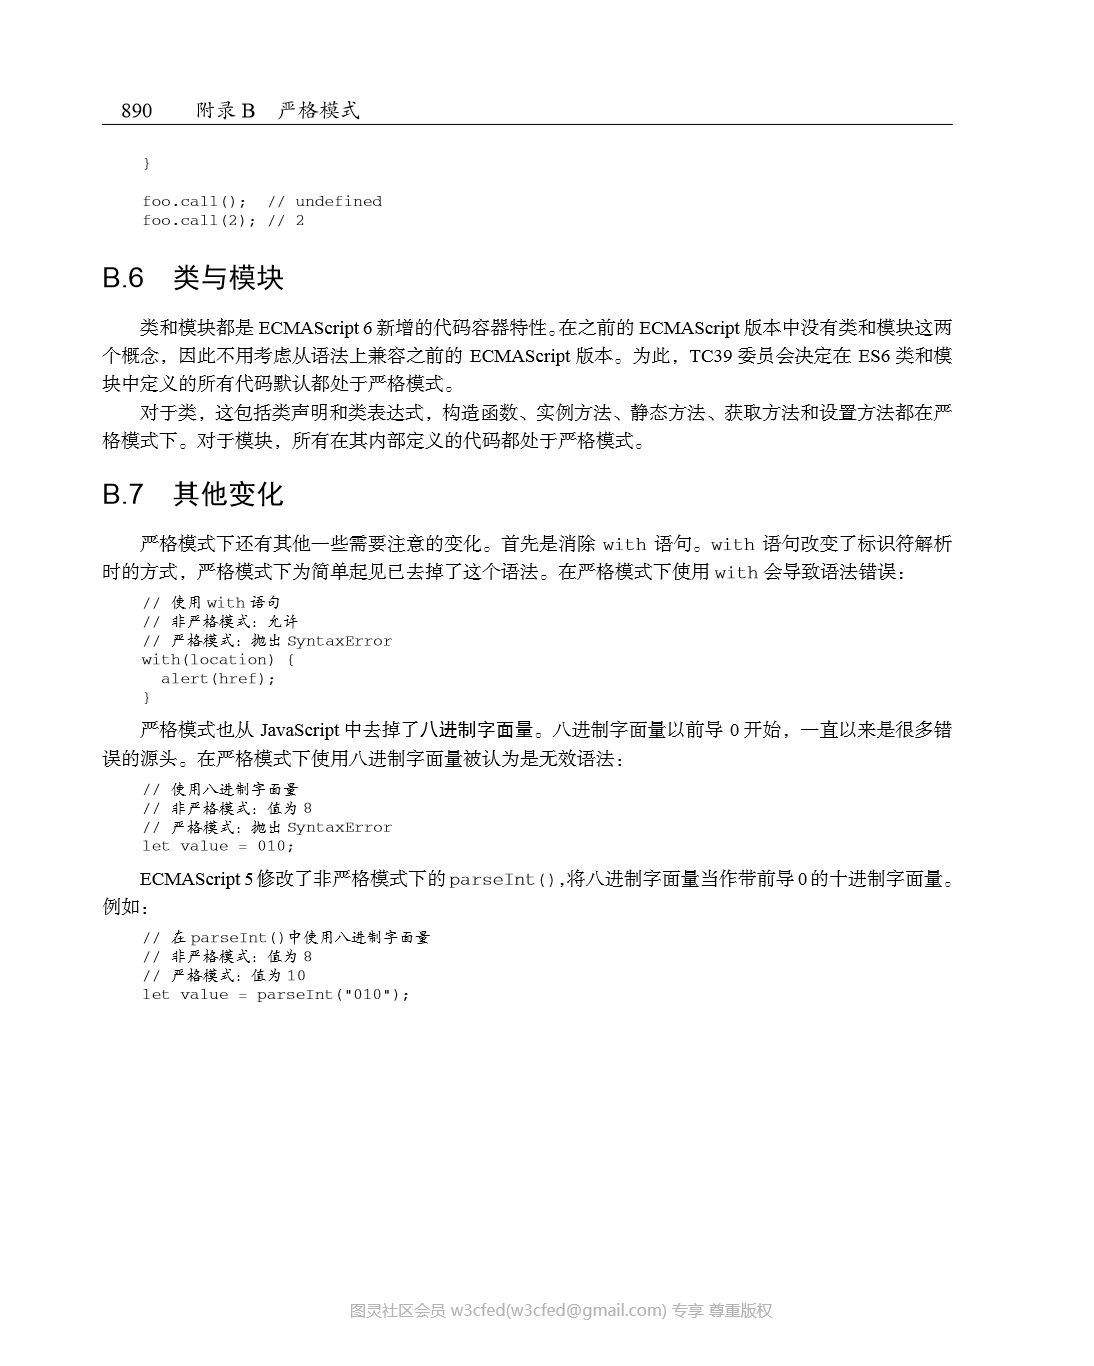 890 附录 B 严格模式
}
foo.call(); // undefined
foo.call(2); // 2
B.6 类与模块
类和模块都是 ECMAScript 6 新增的代码容器特性。在之前的 ECMAScript 版本中没有类和模块这两
个概念，因此不用考虑从语法上兼容之前的 ECMAScript 版本。为此，TC39 委员会决定在 ES6 类和模
块中定义的所有代码默认都处于严格模式。
对于类，这包括类声明和类表达式，构造函数、实例方法、静态方法、获取方法和设置方法都在严
格模式下。对于模块，所有在其内部定义的代码都处于严格模式。
B.7 其他变化
严格模式下还有其他一些需要注意的变化。首先是消除 with 语句。with 语句改变了标识符解析
时的方式，严格模式下为简单起见已去掉了这个语法。在严格模式下使用 with 会导致语法错误：
// 使用 with 语句
// 非严格模式：允许
// 严格模式：抛出 SyntaxError
with(location) {
  alert(href);
}
严格模式也从 JavaScript 中去掉了八进制字面量。八进制字面量以前导 0 开始，一直以来是很多错
误的源头。在严格模式下使用八进制字面量被认为是无效语法：
// 使用八进制字面量
// 非严格模式：值为 8
// 严格模式：抛出 SyntaxError
let value = 010;
ECMAScript 5 修改了非严格模式下的 parseInt(),将八进制字面量当作带前导 0 的十进制字面量。
例如：
// 在 parseInt()中使用八进制字面量
// 非严格模式：值为 8
// 严格模式：值为 10
let value = parseInt("010");
图灵社区会员 w3cfed(w3cfed@gmail.com) 专享 尊重版权